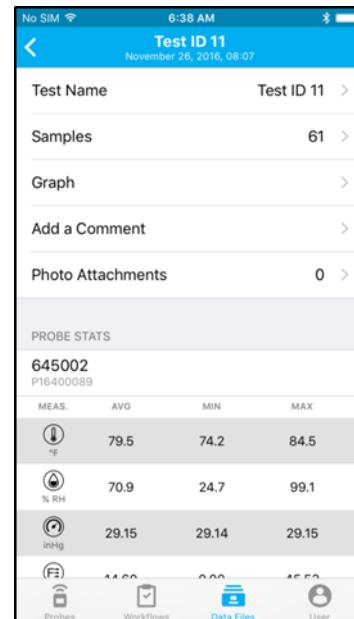 No SIM 6:38 AM
Test ID 11
November 26, 2016, 08:07
Test Name Test ID 11
Samples 61
Graph
Add a Comment
Photo Attachments 0
PROBE STATS
645002
P16400089
MEAS. AVG MIN MAX
°F 79.5 74.2 84.5
% RH 70.9 24.7 99.1
inHg 29.15 29.14 29.15
Probes Workflows Data Files User